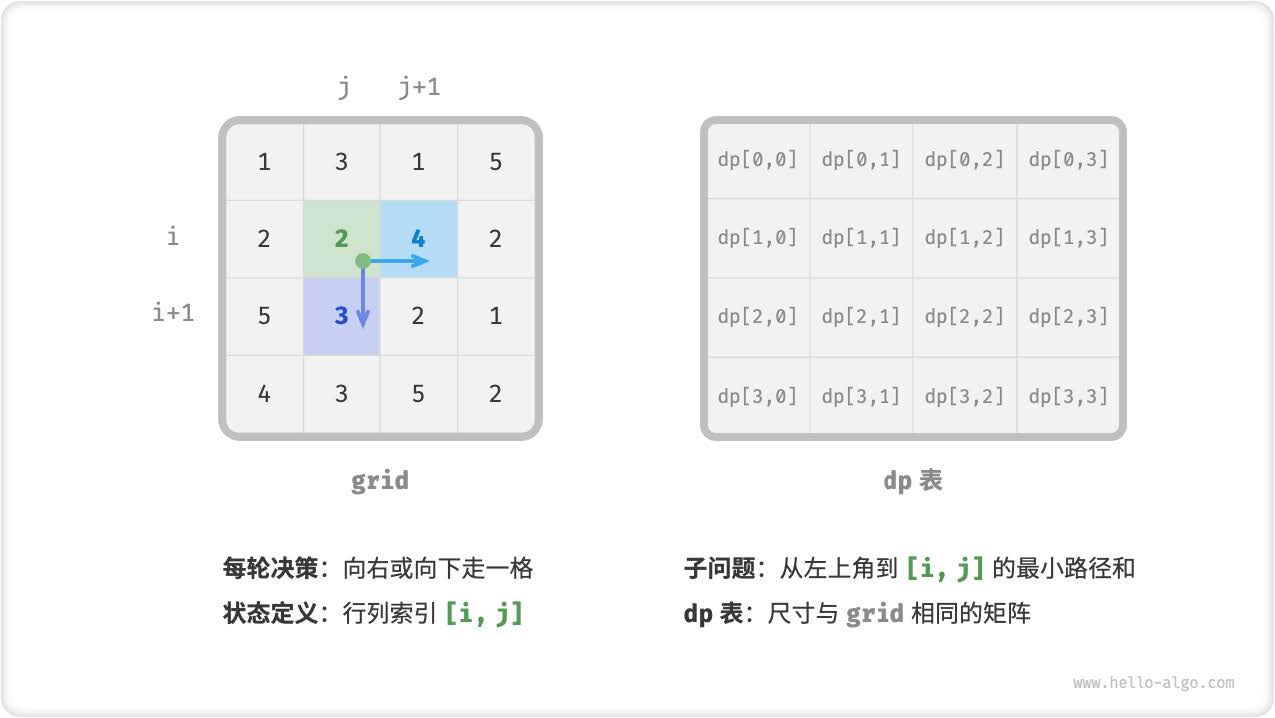 j j+1
1 3 1 5
i 2 2 4 2
i+1 5 3 2 1
4 3 5 2
grid
dp[0,0] dp[0,1] dp[0,2] dp[0,3]
dp[1,0] dp[1,1] dp[1,2] dp[1,3]
dp[2,0] dp[2,1] dp[2,2] dp[2,3]
dp[3,0] dp[3,1] dp[3,2] dp[3,3]
dp 表
每轮决策：向右或向下走一格
状态定义：行列索引 [i, j]
子问题：从左上角到 [i, j] 的最小路径和
dp 表：尺寸与 grid 相同的矩阵
www.hello-algo.com